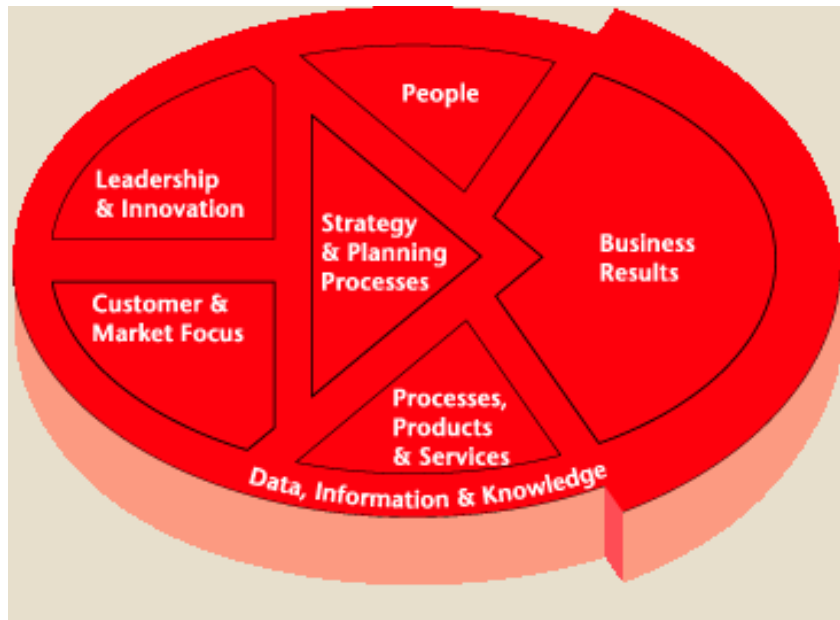 People
Leadership
& Innovation
Strategy
& Planning
Processes
Business
Results
Customer &
Market Focus
Processes,
Products
& Services
Data, Information & Knowledge